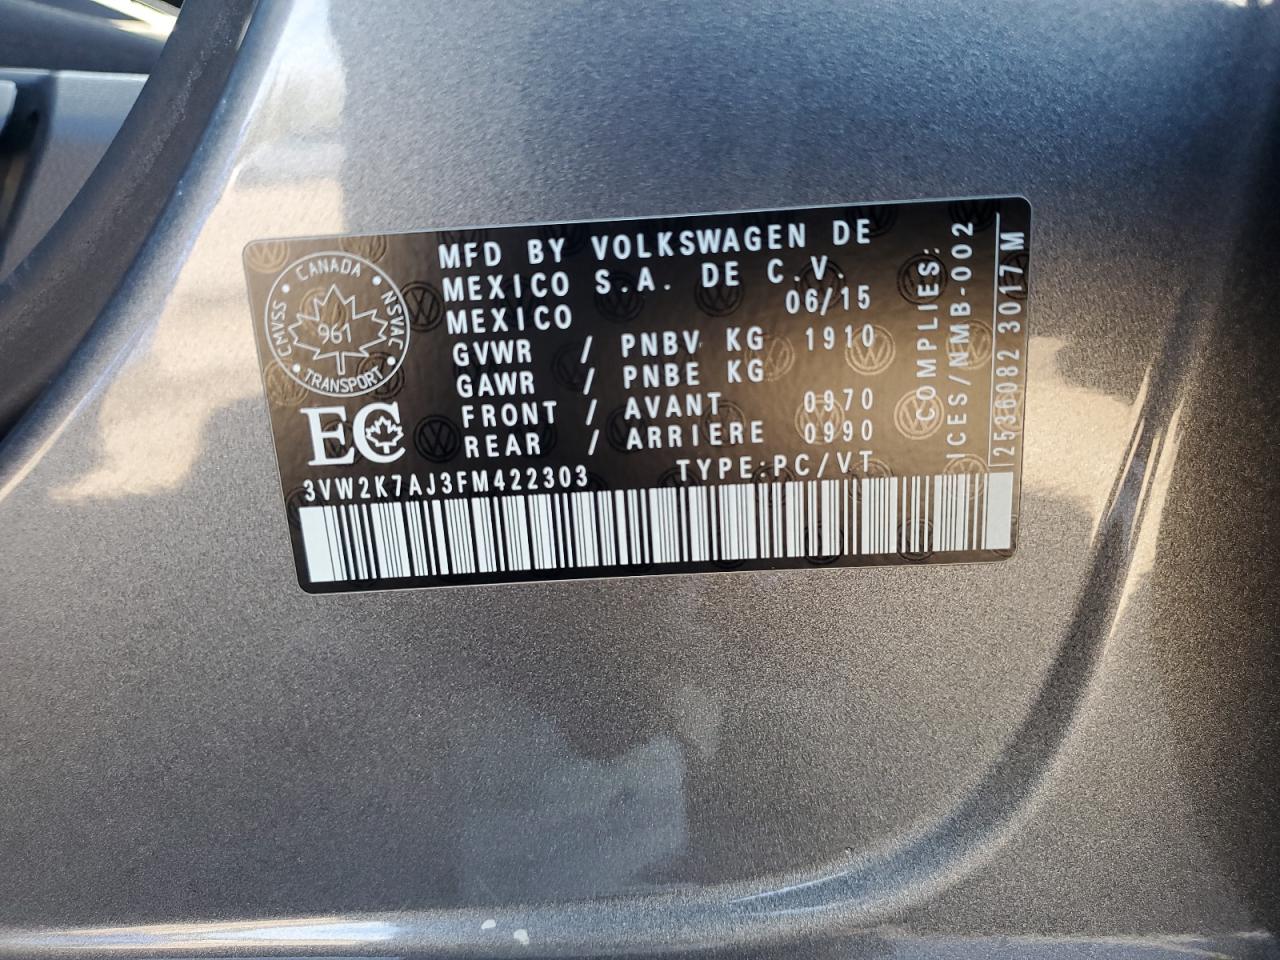 CANADA
CMVSS NSVAC
961
TRANSPORT
EC
MFD BY VOLKSWAGEN DE
MEXICO S.A. DE C.V.
MEXICO 06/15
GVWR / PNBV KG 1910
GAWR / PNBE KG
FRONT / AVANT 0970
REAR / ARRIERE 0990
3VW2K7AJ3FM422303 TYPE:PC/VT
COMPLIES:
ICES/NMB-002
12536082 3017 M